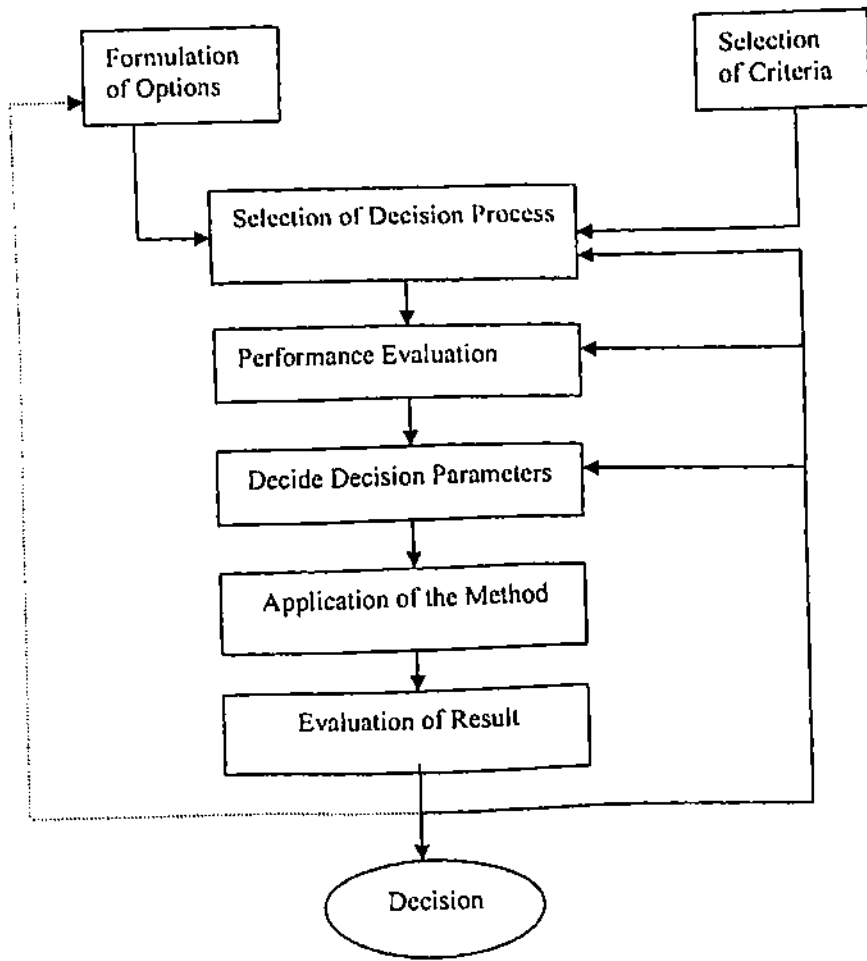 Formulation
of Options
Selection
of Criteria
Selection of Decision Process
Performance Evaluation
Decide Decision Parameters
Application of the Method
Evaluation of Result
Decision